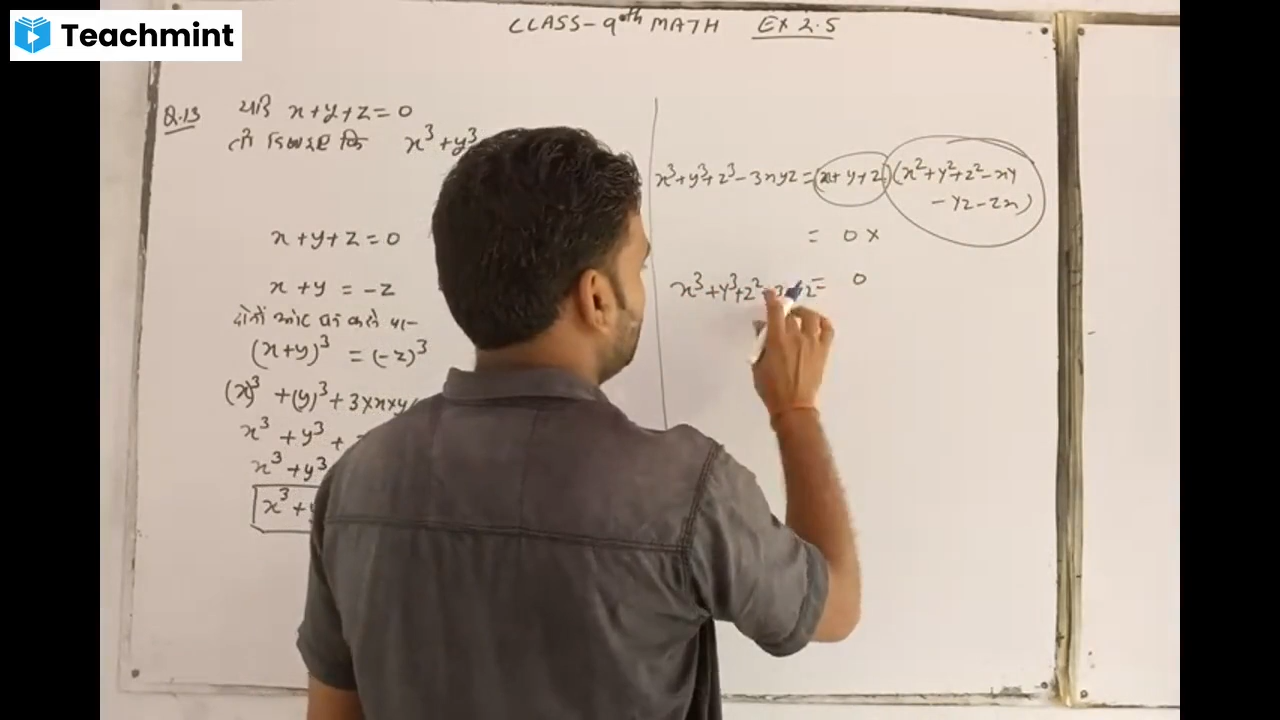 Teachmint
CLASS-9th MATH EX 2.5
Q.13 यदि x+y+z=0
तो दिखाइए कि x³+y³
x+y+z=0
x+y = -z
दोनों ओर घन करने पर-
(x+y)³ = (-z)³
(x)³ +(y)³+3×x×y
x³ + y³ +
x³ + y³
x³ +
x³+y³+z³-3xyz=(x+y+z)(x²+y²+z²-xy
-yz-zx)
= 0 ×
x³+y³+z² = 0